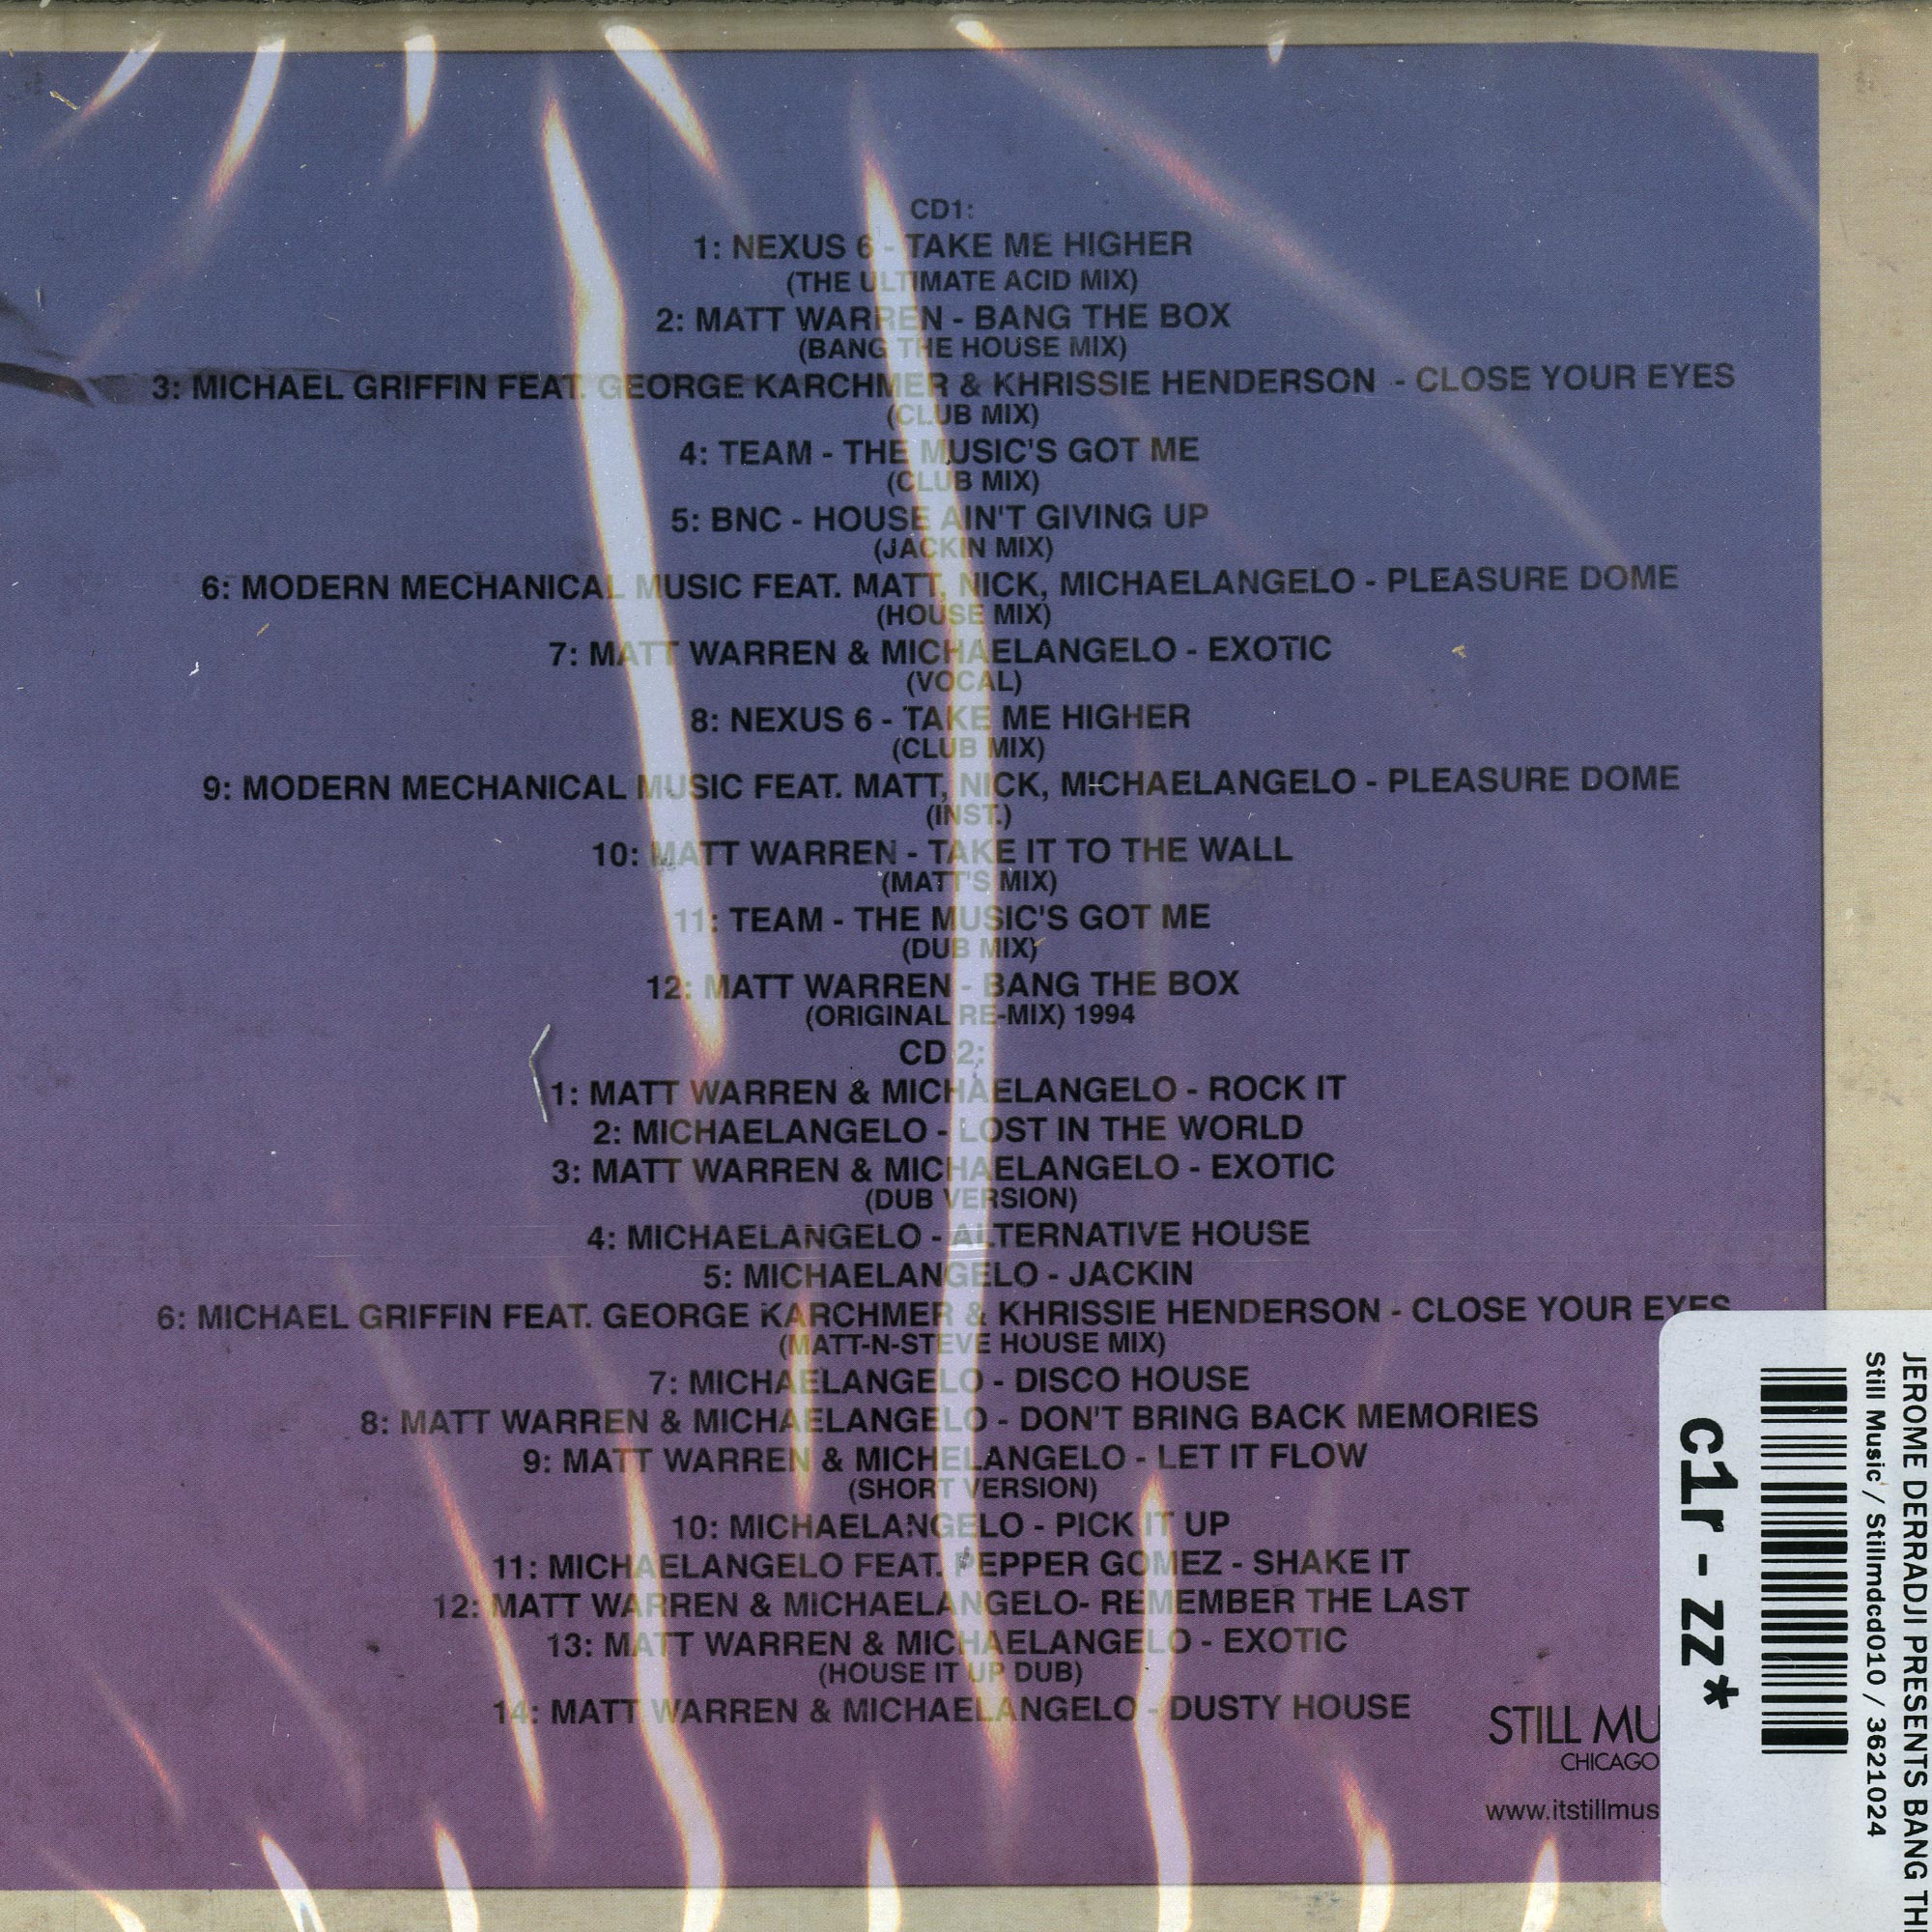 CD1:
1: NEXUS 6 - TAKE ME HIGHER
(THE ULTIMATE ACID MIX)
2: MATT WARREN - BANG THE BOX
(BANG THE HOUSE MIX)
3: MICHAEL GRIFFIN FEAT. GEORGE KARCHMER & KHRISSIE HENDERSON - CLOSE YOUR EYES
(CLUB MIX)
4: TEAM - THE MUSIC'S GOT ME
(CLUB MIX)
5: BNC - HOUSE AIN'T GIVING UP
(JACKIN MIX)
6: MODERN MECHANICAL MUSIC FEAT. MATT, NICK, MICHAELANGELO - PLEASURE DOME
(HOUSE MIX)
7: MATT WARREN & MICHAELANGELO - EXOTIC
(VOCAL)
8: NEXUS 6 - TAKE ME HIGHER
(CLUB MIX)
9: MODERN MECHANICAL MUSIC FEAT. MATT, NICK, MICHAELANGELO - PLEASURE DOME
(INST.)
10: MATT WARREN - TAKE IT TO THE WALL
(MATT'S MIX)
11: TEAM - THE MUSIC'S GOT ME
(DUB MIX)
12: MATT WARREN - BANG THE BOX
(ORIGINAL RE-MIX) 1994
CD 2:
1: MATT WARREN & MICHAELANGELO - ROCK IT
2: MICHAELANGELO - LOST IN THE WORLD
3: MATT WARREN & MICHAELANGELO - EXOTIC
(DUB VERSION)
4: MICHAELANGELO - ALTERNATIVE HOUSE
5: MICHAELANGELO - JACKIN
6: MICHAEL GRIFFIN FEAT. GEORGE KARCHMER & KHRISSIE HENDERSON - CLOSE YOUR EYES
(MATT-N-STEVE HOUSE MIX)
7: MICHAELANGELO - DISCO HOUSE
8: MATT WARREN & MICHAELANGELO - DON'T BRING BACK MEMORIES
9: MATT WARREN & MICHELANGELO - LET IT FLOW
(SHORT VERSION)
10: MICHAELANGELO - PICK IT UP
11: MICHAELANGELO FEAT. PEPPER GOMEZ - SHAKE IT
12: MATT WARREN & MICHAELANGELO- REMEMBER THE LAST
13: MATT WARREN & MICHAELANGELO - EXOTIC
(HOUSE IT UP DUB)
14: MATT WARREN & MICHAELANGELO - DUSTY HOUSE
STILL MU
CHICAGO
www.itstillmus
JEROME DERRADJI PRESENTS BANG TH
Still Music / Stillmdcd010 / 3621024
c1r - zz*